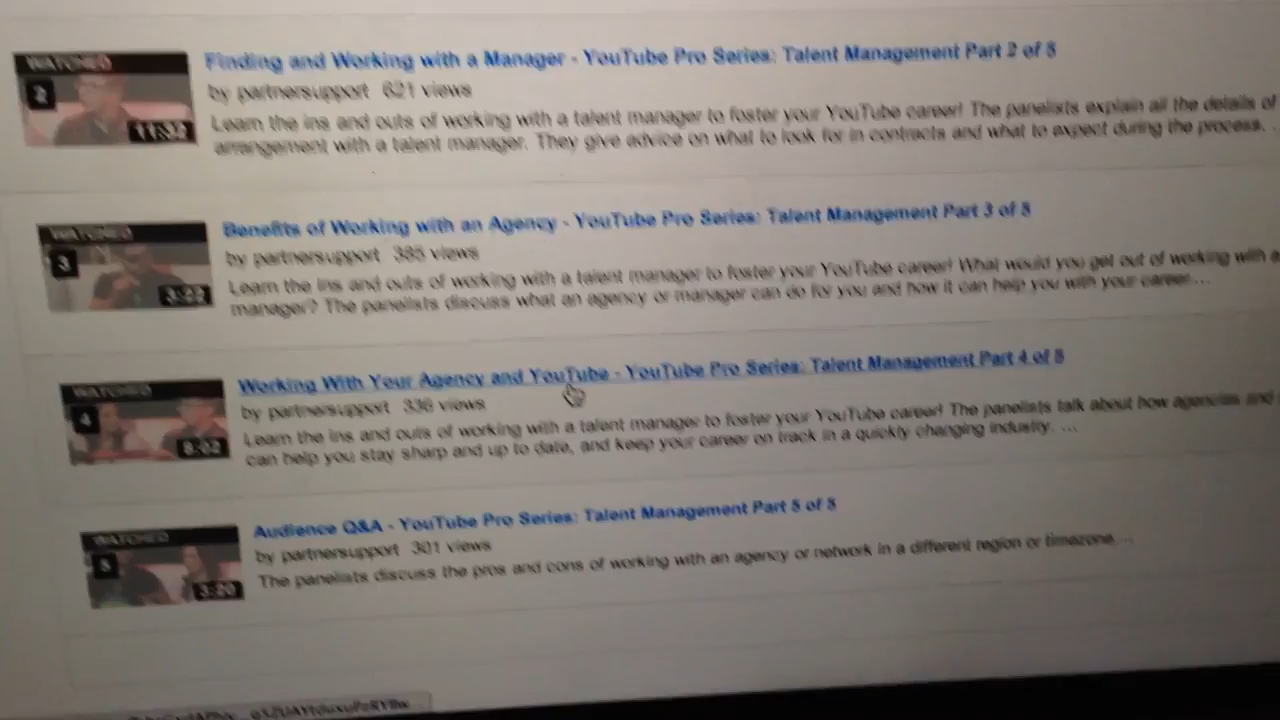 WATCHED
2
11:32
Finding and Working with a Manager - YouTube Pro Series: Talent Management Part 2 of 5
by partnersupport 621 views
Learn the ins and outs of working with a talent manager to foster your YouTube career! The panelists explain all the details of
arrangement with a talent manager. They give advice on what to look for in contracts and what to expect during the process.
WATCHED
3
Benefits of Working with an Agency - YouTube Pro Series: Talent Management Part 3 of 5
by partnersupport 385 views
Learn the ins and outs of working with a talent manager to foster your YouTube career! What would you get out of working with a
manager? The panelists discuss what an agency or manager can do for you and how it can help you with your career...
WATCHED
4
Working With Your Agency and YouTube - YouTube Pro Series: Talent Management Part 4 of 5
by partnersupport 336 views
Learn the ins and outs of working with a talent manager to foster your YouTube career! The panelists talk about how agencies and
can help you stay sharp and up to date, and keep your career on track in a quickly changing industry. ...
WATCHED
5
Audience Q&A - YouTube Pro Series: Talent Management Part 5 of 5
by partnersupport 301 views
The panelists discuss the pros and cons of working with an agency or network in a different region or timezone....